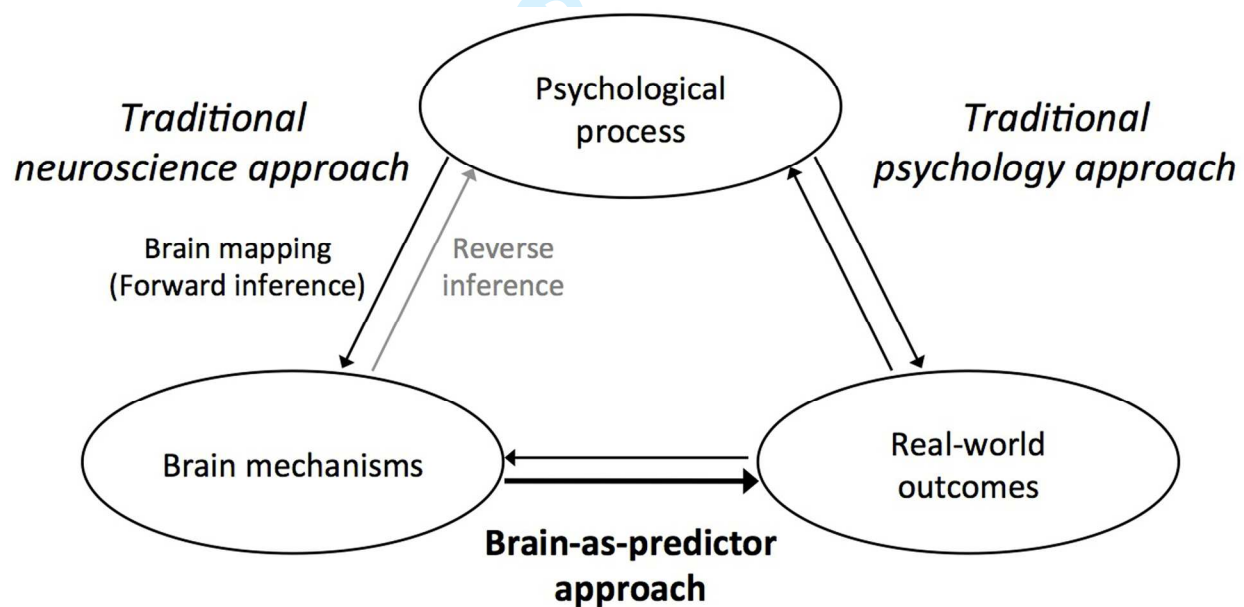 Psychological
process
Traditional
neuroscience approach
Traditional
psychology approach
Brain mapping
(Forward inference)
Reverse
inference
Brain mechanisms
Real-world
outcomes
Brain-as-predictor
approach